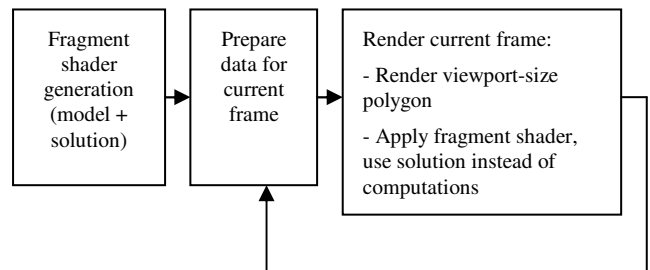 Fragment
shader
generation
(model +
solution)
Prepare
data for
current
frame
Render current frame:
- Render viewport-size
polygon
- Apply fragment shader,
use solution instead of
computations